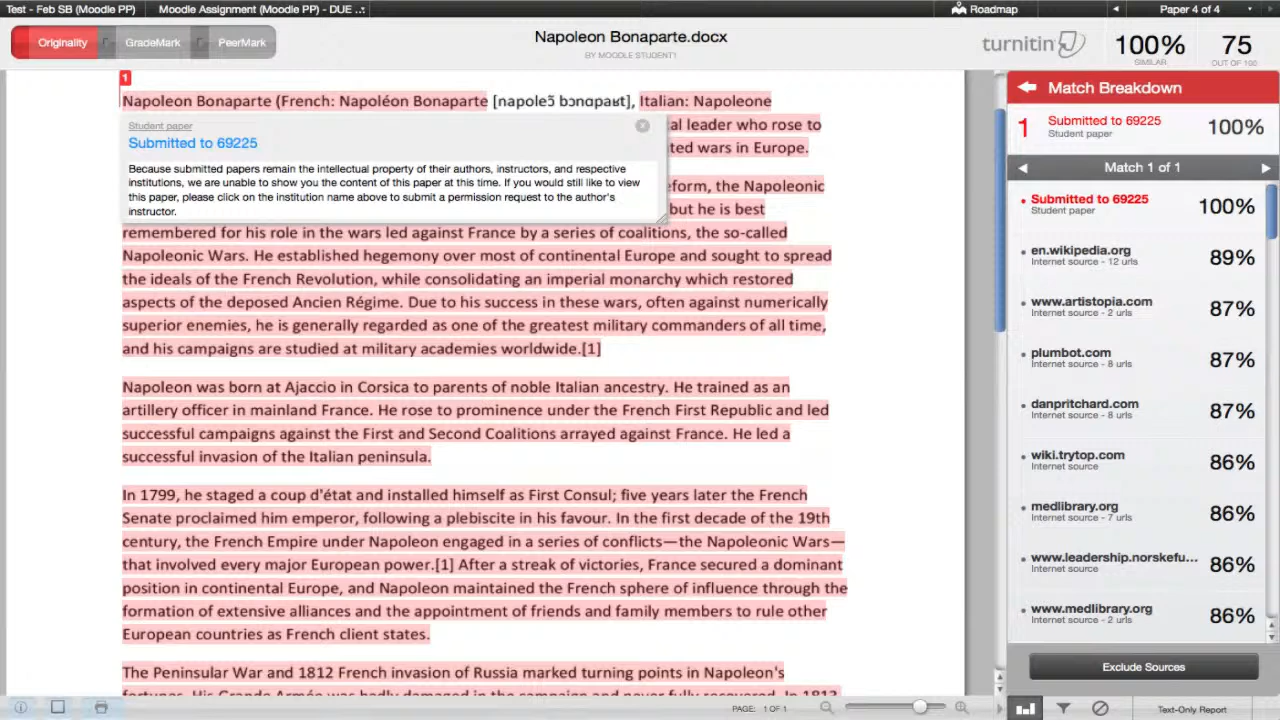 Test - Feb SB (Moodle PP)
Moodle Assignment (Moodle PP) - DUE ...
Roadmap
Paper 4 of 4
Originality
GradeMark
PeerMark
Napoleon Bonaparte.docx
BY MOODLE STUDENT1
turnitin
100%
SIMILAR
75
OUT OF 100
1
Napoleon Bonaparte (French: Napoléon Bonaparte [napoleɔ̃ bɔnɑpaʁt], Italian: Napoleone
al leader who rose to
ted wars in Europe.
Student paper
Submitted to 69225
Because submitted papers remain the intellectual property of their authors, instructors, and respective
institutions, we are unable to show you the content of this paper at this time. If you would still like to view
this paper, please click on the institution name above to submit a permission request to the author's
instructor.
eform, the Napoleonic
but he is best
remembered for his role in the wars led against France by a series of coalitions, the so-called
Napoleonic Wars. He established hegemony over most of continental Europe and sought to spread
the ideals of the French Revolution, while consolidating an imperial monarchy which restored
aspects of the deposed Ancien Régime. Due to his success in these wars, often against numerically
superior enemies, he is generally regarded as one of the greatest military commanders of all time,
and his campaigns are studied at military academies worldwide.[1]
Napoleon was born at Ajaccio in Corsica to parents of noble Italian ancestry. He trained as an
artillery officer in mainland France. He rose to prominence under the French First Republic and led
successful campaigns against the First and Second Coalitions arrayed against France. He led a
successful invasion of the Italian peninsula.
In 1799, he staged a coup d'état and installed himself as First Consul; five years later the French
Senate proclaimed him emperor, following a plebiscite in his favour. In the first decade of the 19th
century, the French Empire under Napoleon engaged in a series of conflicts—the Napoleonic Wars—
that involved every major European power.[1] After a streak of victories, France secured a dominant
position in continental Europe, and Napoleon maintained the French sphere of influence through the
formation of extensive alliances and the appointment of friends and family members to rule other
European countries as French client states.
The Peninsular War and 1812 French invasion of Russia marked turning points in Napoleon's
fortunes. His Grande Armée was badly damaged in the campaign and never fully recovered. In 1813
Match Breakdown
1 Submitted to 69225 100%
Student paper
Match 1 of 1
Submitted to 69225 100%
Student paper
en.wikipedia.org 89%
Internet source - 12 urls
www.artistopia.com 87%
Internet source - 2 urls
plumbot.com 87%
Internet source - 8 urls
danpritchard.com 87%
Internet source - 8 urls
wiki.trytop.com 86%
Internet source
medlibrary.org 86%
Internet source - 7 urls
www.leadership.norskefu... 86%
Internet source
www.medlibrary.org 86%
Internet source - 2 urls
Exclude Sources
PAGE: 1 OF 1
Text-Only Report